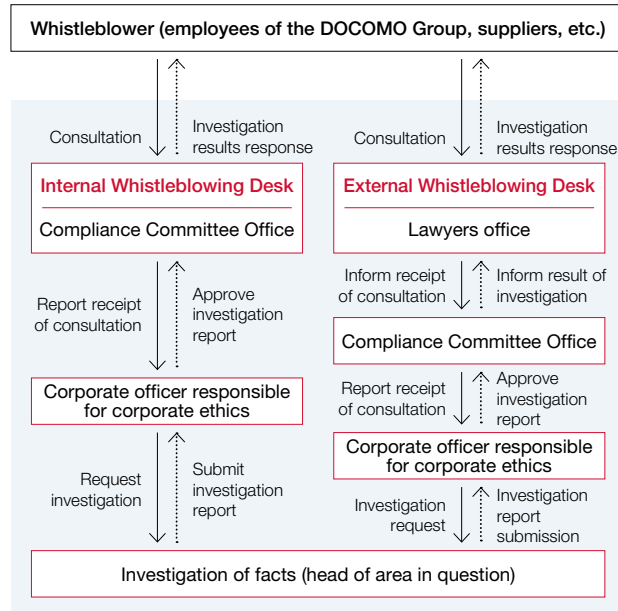 Whistleblower (employees of the DOCOMO Group, suppliers, etc.)
Consultation
Investigation
results response
Consultation
Investigation
results response
Internal Whistleblowing Desk
Compliance Committee Office
External Whistleblowing Desk
Lawyers office
Report receipt
of consultation
Approve
investigation
report
Inform receipt
of consultation
Inform result of
investigation
Compliance Committee Office
Corporate officer responsible
for corporate ethics
Report receipt
of consultation
Approve
investigation
report
Corporate officer responsible
for corporate ethics
Request
investigation
Submit
investigation
report
Investigation
request
Investigation
report
submission
Investigation of facts (head of area in question)